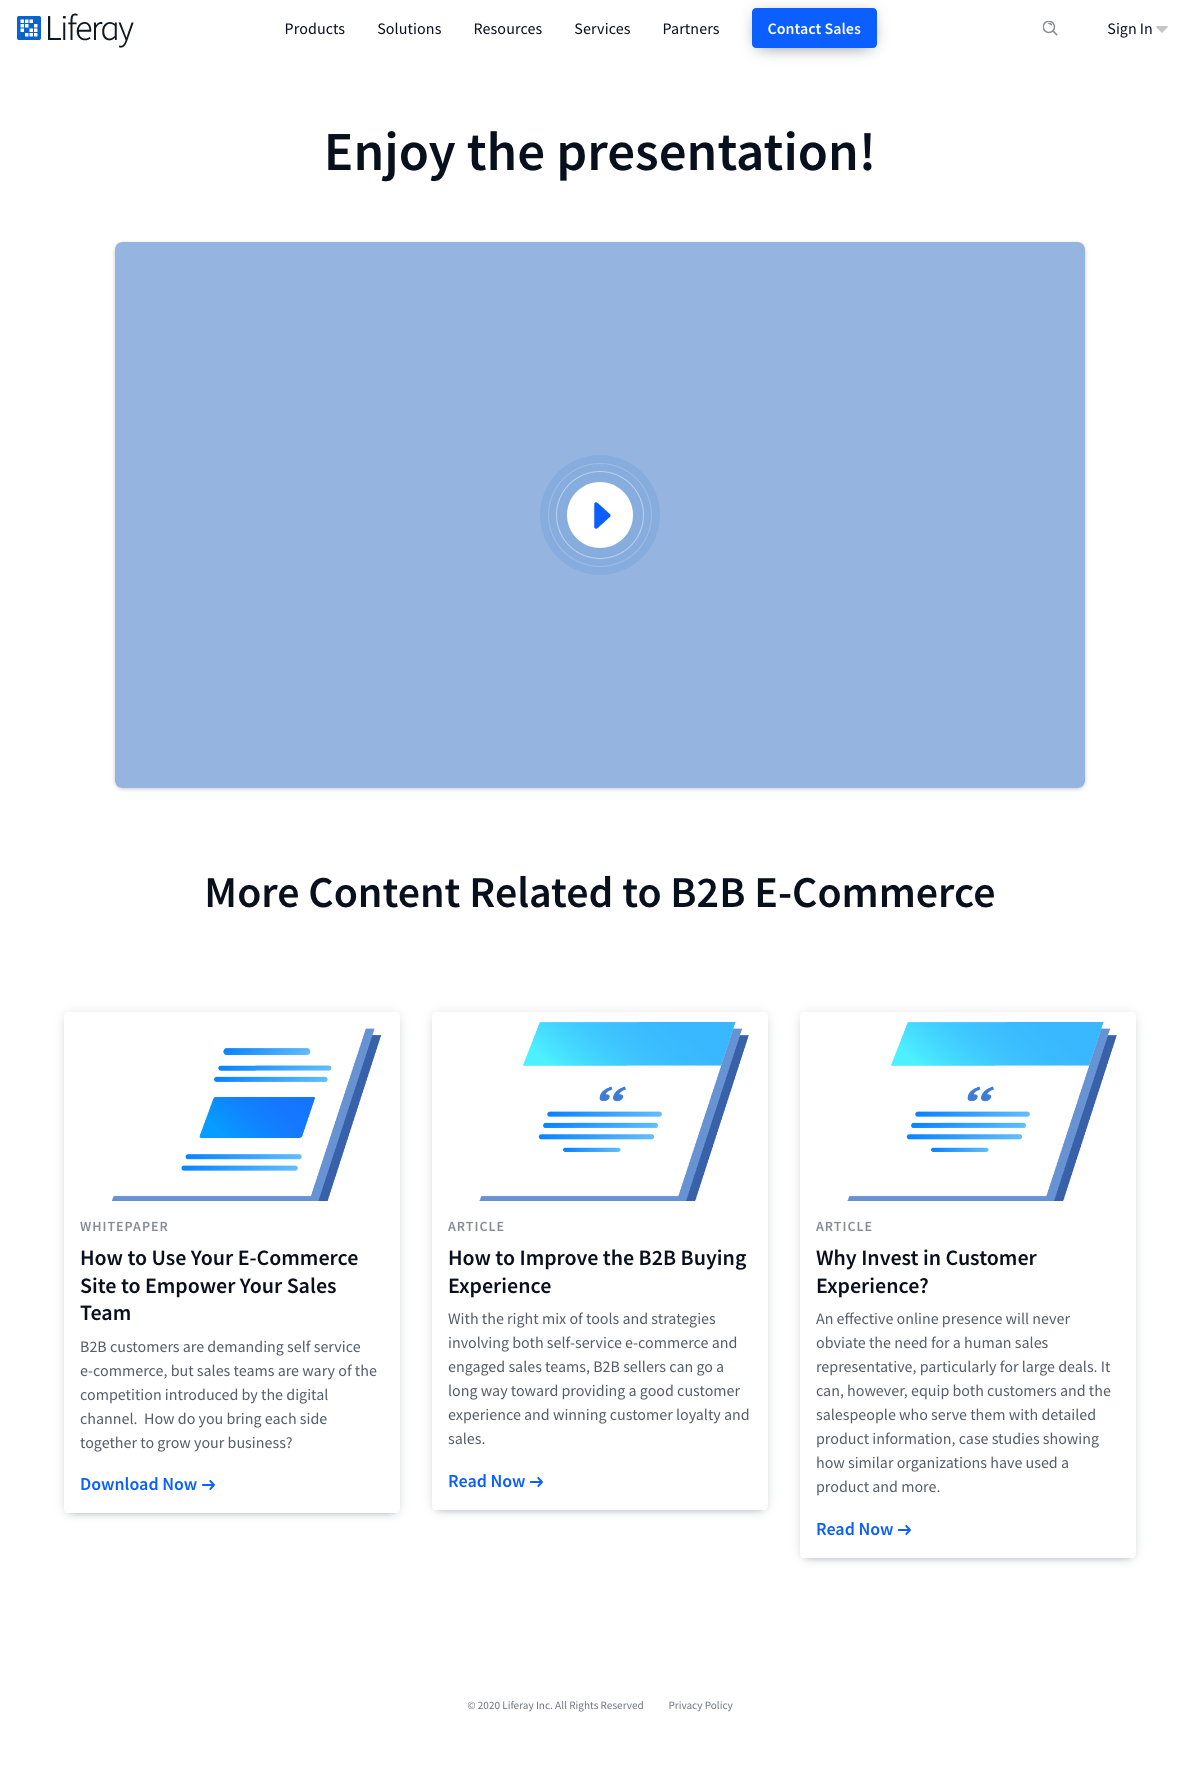 Liferay
Products
Solutions
Resources
Services
Partners
Contact Sales
Sign In
Enjoy the presentation!
More Content Related to B2B E-Commerce
WHITEPAPER
How to Use Your E-Commerce
Site to Empower Your Sales
Team
B2B customers are demanding self service
e-commerce, but sales teams are wary of the
competition introduced by the digital
channel.  How do you bring each side
together to grow your business?
Download Now →
“
ARTICLE
How to Improve the B2B Buying
Experience
With the right mix of tools and strategies
involving both self-service e-commerce and
engaged sales teams, B2B sellers can go a
long way toward providing a good customer
experience and winning customer loyalty and
sales.
Read Now →
“
ARTICLE
Why Invest in Customer
Experience?
An effective online presence will never
obviate the need for a human sales
representative, particularly for large deals. It
can, however, equip both customers and the
salespeople who serve them with detailed
product information, case studies showing
how similar organizations have used a
product and more.
Read Now →
© 2020 Liferay Inc. All Rights Reserved
Privacy Policy